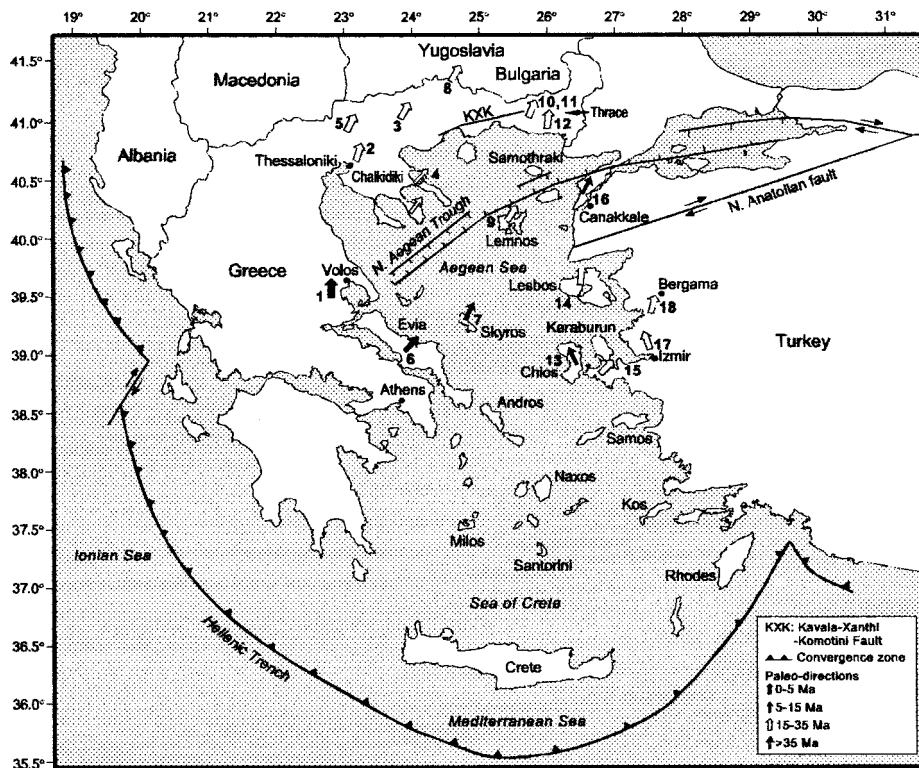 19° 20° 21° 22° 23° 24° 25° 26° 27° 28° 29° 30° 31°
41.5°
41.0°
40.5°
40.0°
39.5°
39.0°
38.5°
38.0°
37.5°
37.0°
36.5°
36.0°
35.5°
Yugoslavia
Macedonia
Bulgaria
8
10,11
KXK
Thrace
5
3
12
Albania
2
Thessaloniki
Samothraki
Chalkidiki
4
16
Canakkale
N. Anatolian fault
9
Lemnos
N. Aegean Trough
Greece
Volos
Aegean Sea
Lesbos
Bergama
1
14
18
Evia
7
Skyros
Karaburun
17
Turkey
6
13
Izmir
Chios
15
Athens
Andros
Samos
Naxos
Kos
Milos
Ionian Sea
Santorini
Rhodes
Sea of Crete
Hellenic Trench
Crete
Mediterranean Sea
KXK: Kavala-Xanthi
-Komotini Fault
Convergence zone
Paleo-directions
0-5 Ma
5-15 Ma
15-35 Ma
>35 Ma